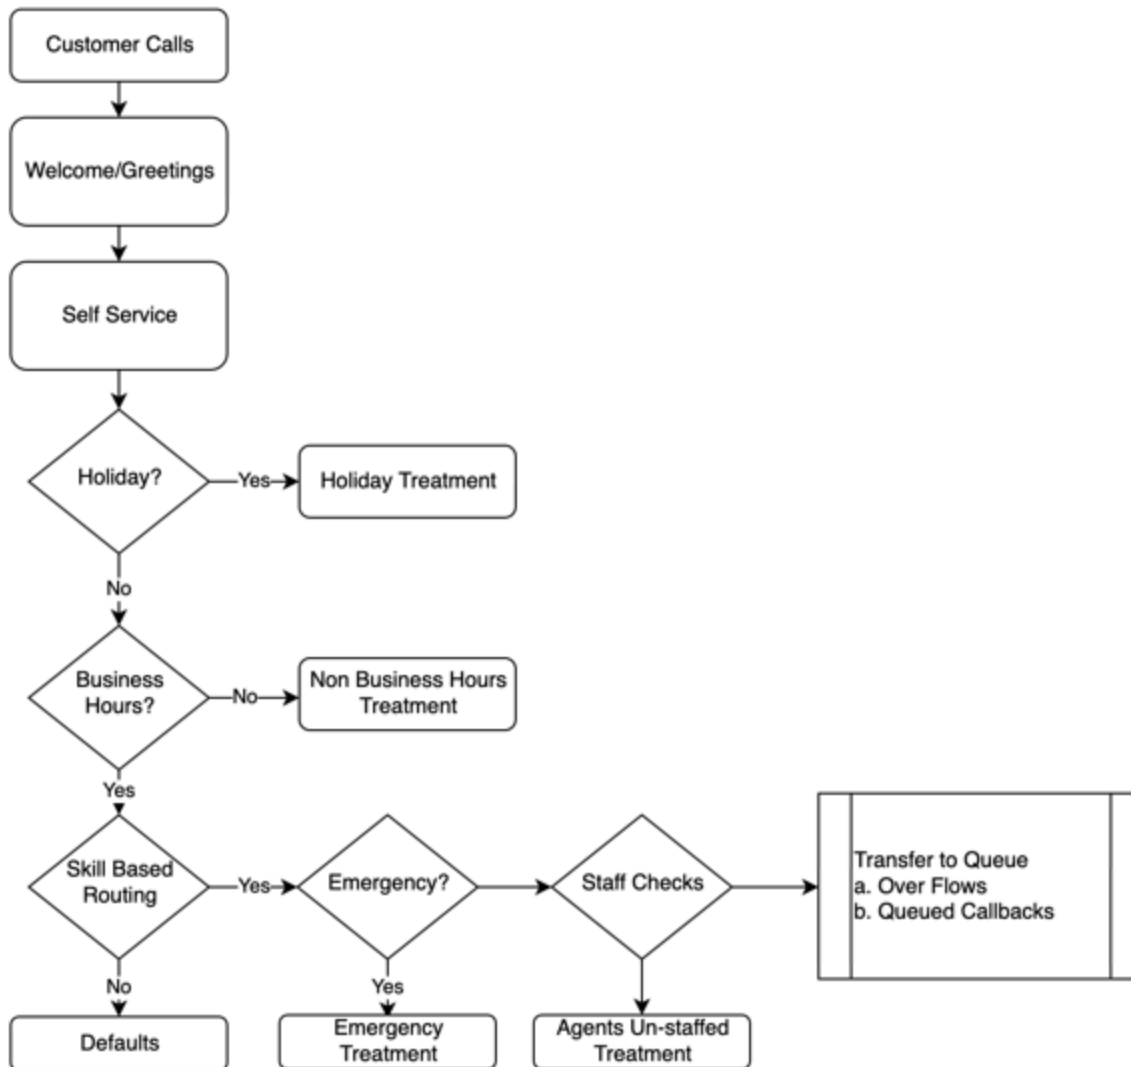 Customer Calls
Welcome/Greetings
Self Service
Holiday?
Yes
Holiday Treatment
No
Business
Hours?
No
Non Business Hours
Treatment
Yes
Skill Based
Routing
Yes
Emergency?
Staff Checks
Transfer to Queue
a. Over Flows
b. Queued Callbacks
No
Yes
Defaults
Emergency
Treatment
Agents Un-staffed
Treatment